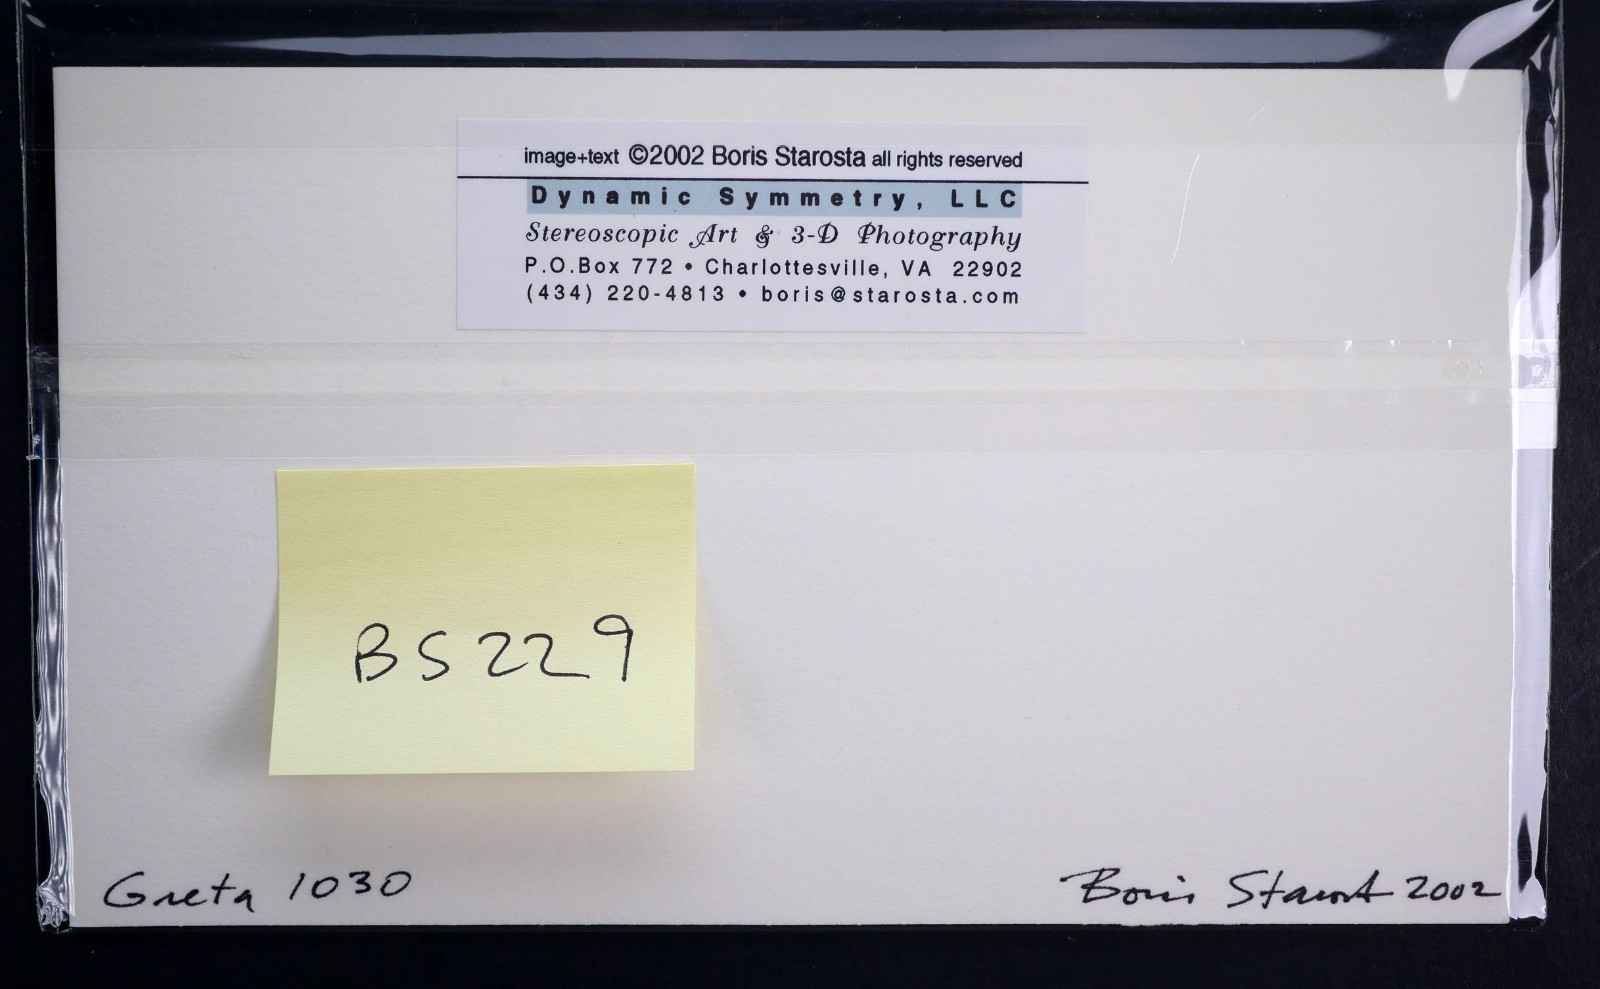 image+text ©2002 Boris Starosta all rights reserved
Dynamic Symmetry, LLC
Stereoscopic Art & 3-D Photography
P.O.Box 772 • Charlottesville, VA 22902
(434) 220-4813 • boris@starosta.com
BS229
Greta 1030
Boris Starosta 2002